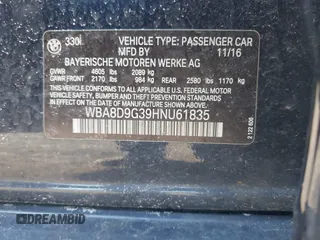 330i VEHICLE TYPE: PASSENGER CAR
MFD BY 11/16
BAYERISCHE MOTOREN WERKE AG
GVWR 4605 lbs 2089 kg
GAWR FRONT 2170 lbs 984 kg REAR 2580 lbs 1170 kg
THIS VEHICLE CONFORMS TO ALL APPLICABLE
FEDERAL MOTOR VEHICLE SAFETY, BUMPER, AND
THEFT PREVENTION STANDARDS IN EFFECT ON THE
DATE OF MANUFACTURE SHOWN ABOVE.
WBA8D9G39HNU61835
DREAMBID